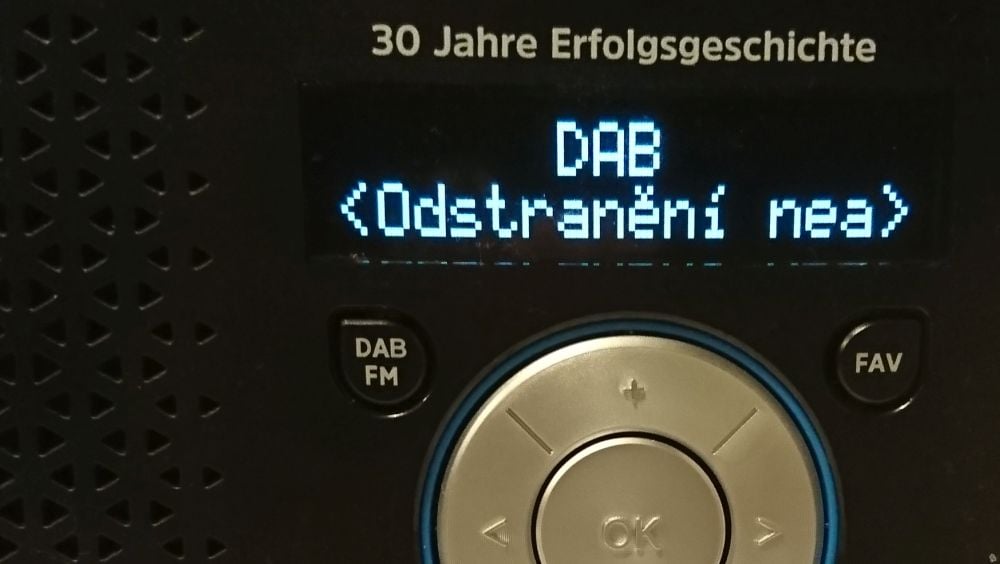 30 Jahre Erfolgsgeschichte
DAB
<Odstranění nea>
DAB
FM
FAV
+
< OK >